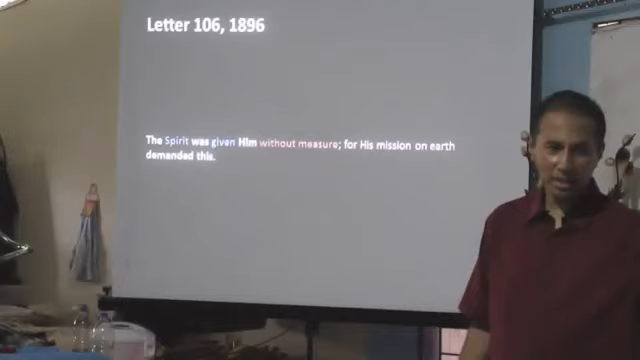 Letter 106, 1896
The Spirit was given Him without measure; for His mission on earth
demanded this.